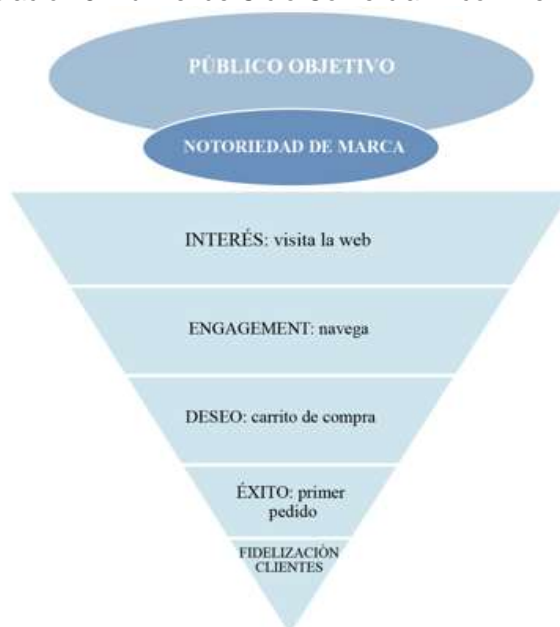 PÚBLICO OBJETIVO
NOTORIEDAD DE MARCA
INTERÉS: visita la web
ENGAGEMENT: navega
DESEO: carrito de compra
ÉXITO: primer
pedido
FIDELIZACIÓN
CLIENTES